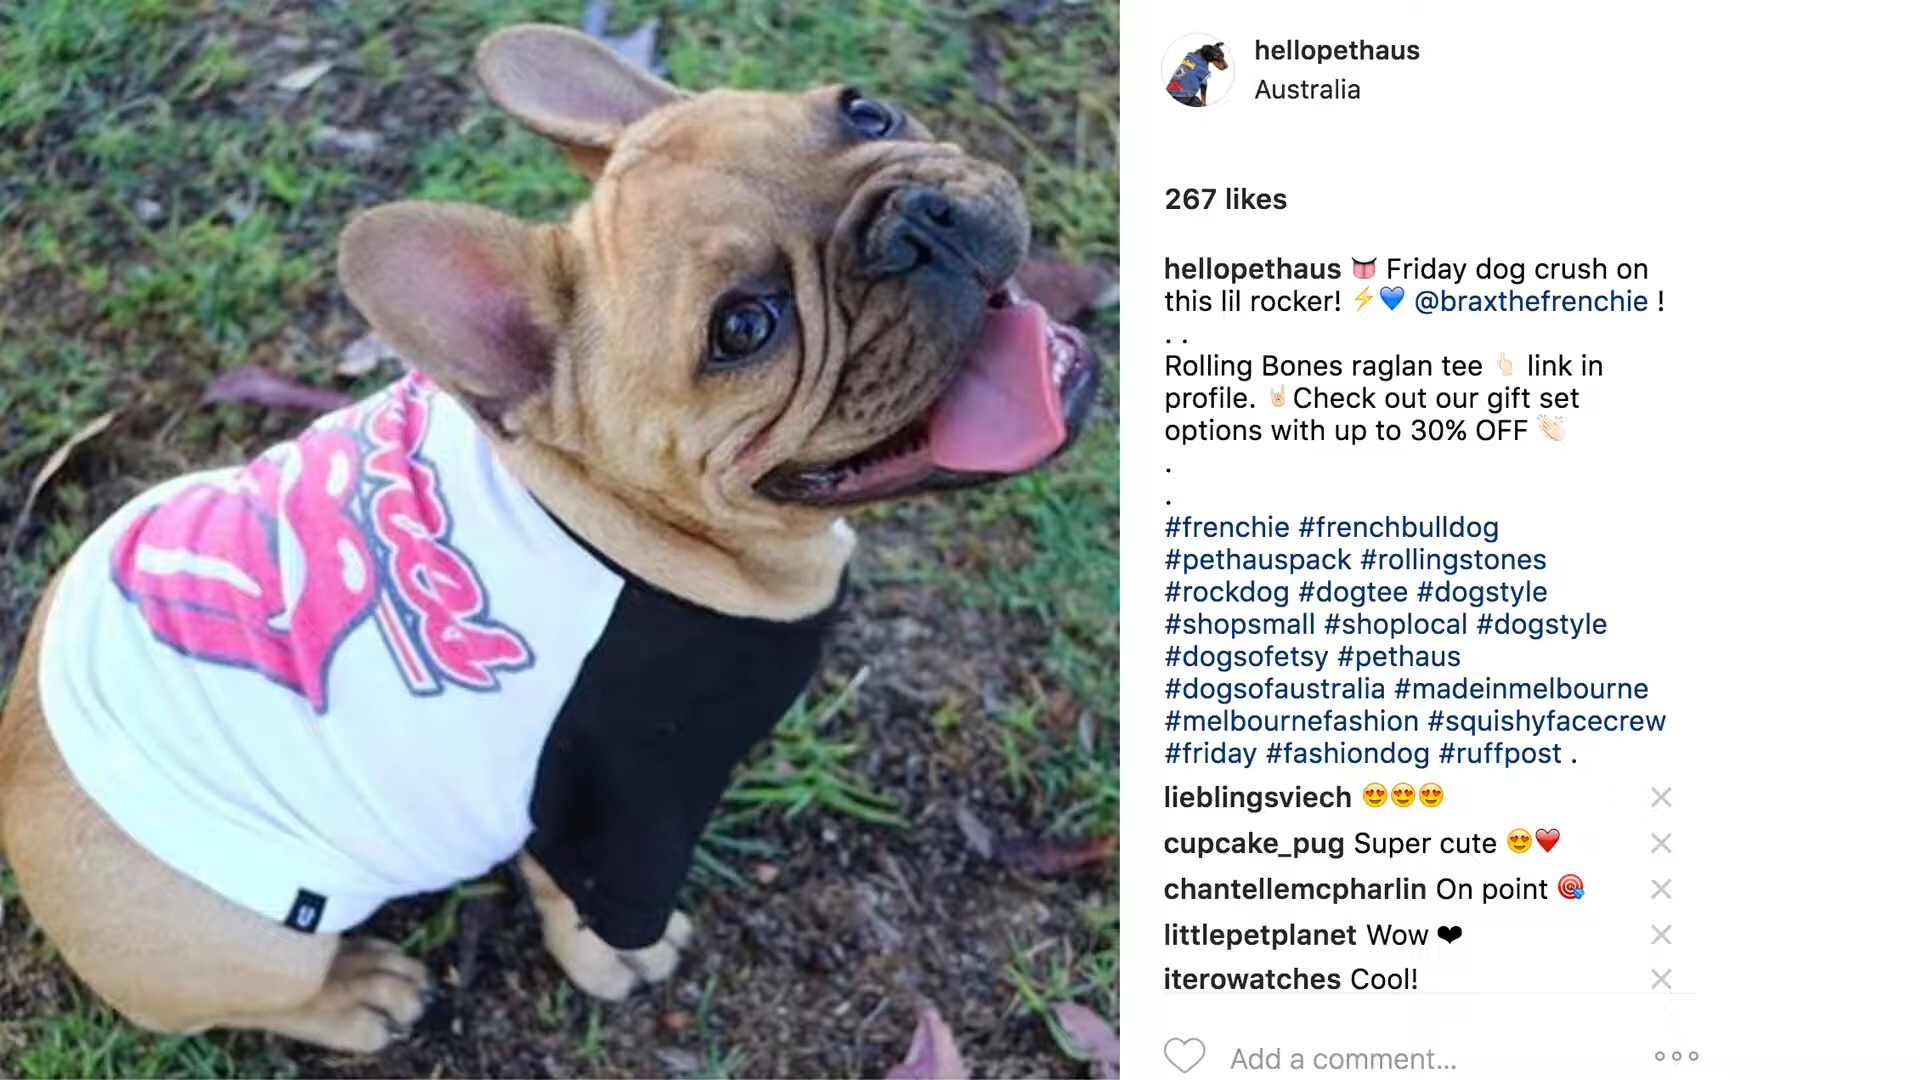 hellopethaus
Australia
267 likes
hellopethaus 👅 Friday dog crush on
this lil rocker! ⚡💙 @braxthefrenchie !
. .
Rolling Bones raglan tee 👆🏻 link in
profile. 🤘🏻Check out our gift set
options with up to 30% OFF 👏🏻
.
.
#frenchie #frenchbulldog
#pethauspack #rollingstones
#rockdog #dogtee #dogstyle
#shopsmall #shoplocal #dogstyle
#dogsofetsy #pethaus
#dogsofaustralia #madeinmelbourne
#melbournefashion #squishyfacecrew
#friday #fashiondog #ruffpost .
lieblingsviech 😍😍😍
cupcake_pug Super cute 😍❤️
chantellemcpharlin On point 🎯
littlepetplanet Wow ❤
iterowatches Cool!
Add a comment...